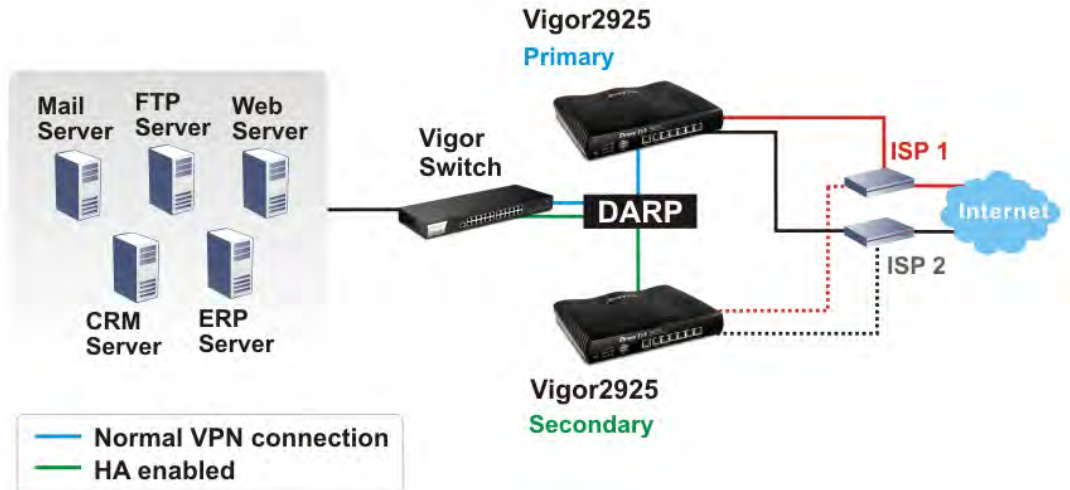 Vigor2925
Primary
Mail
Server
FTP
Server
Web
Server
Vigor
Switch
ISP 1
DARP
Internet
ISP 2
CRM
Server
ERP
Server
Vigor2925
Secondary
Normal VPN connection
HA enabled